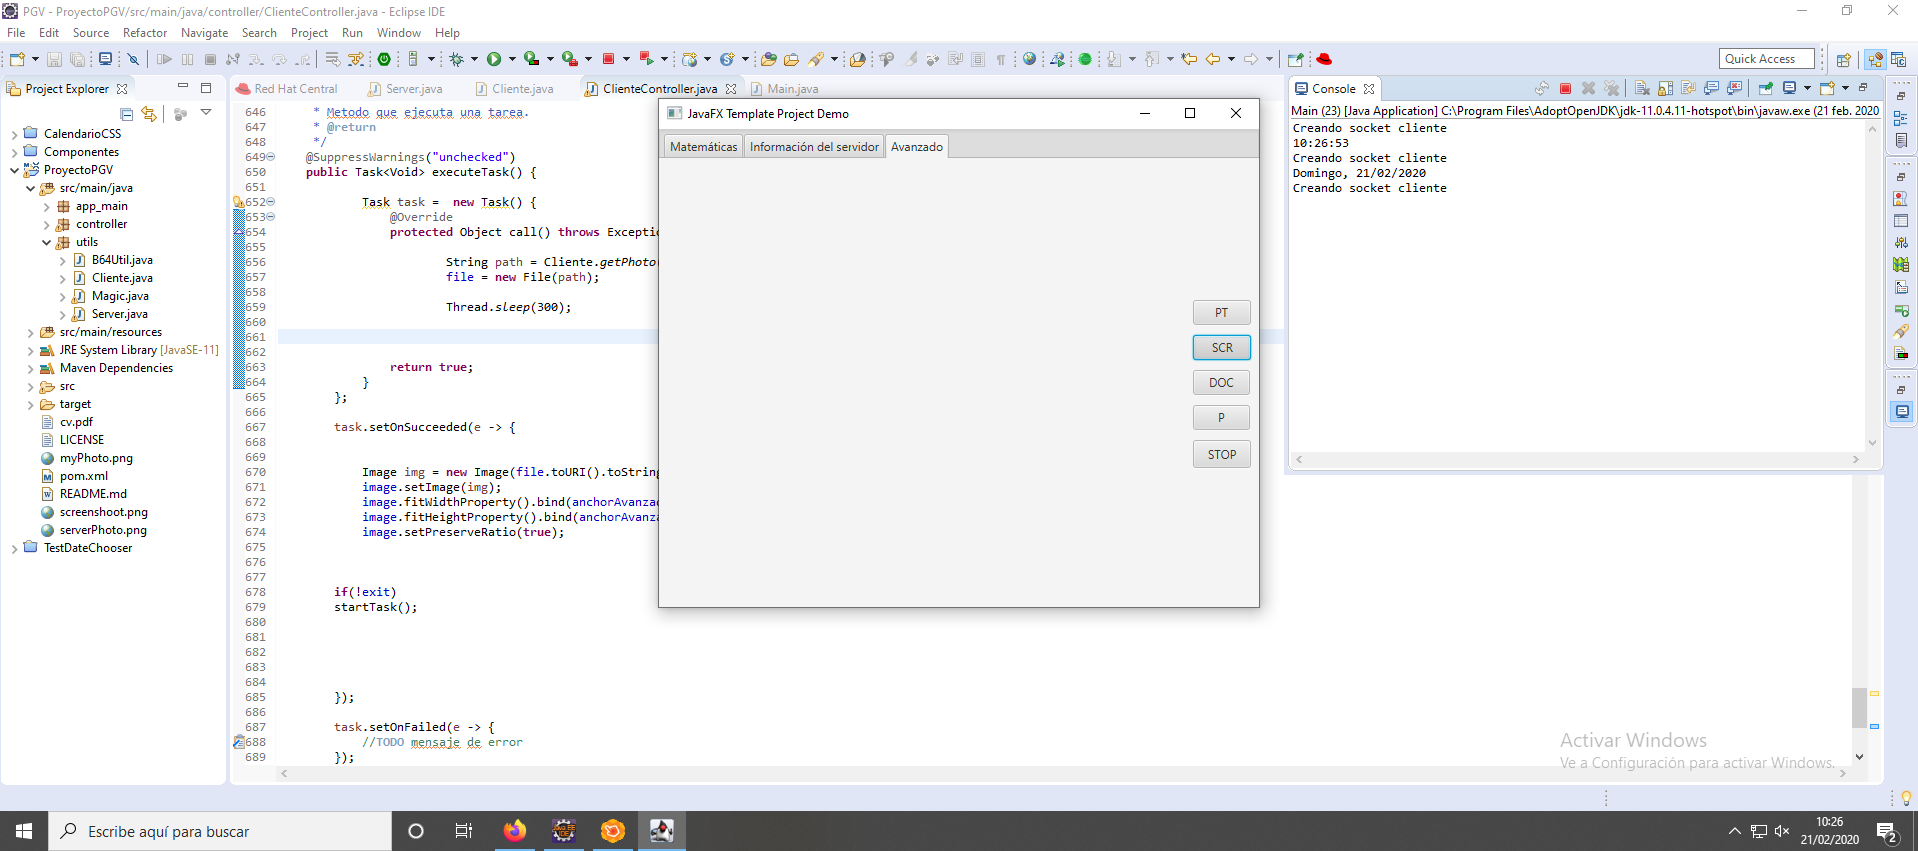 PGV - ProyectoPGV/src/main/java/controller/ClienteController.java - Eclipse IDE
File Edit Source Refactor Navigate Search Project Run Window Help
Quick Access
Project Explorer
CalendarioCSS
Componentes
ProyectoPGV
src/main/java
app_main
controller
utils
B64Util.java
Cliente.java
Magic.java
Server.java
src/main/resources
JRE System Library [JavaSE-11]
Maven Dependencies
src
target
cv.pdf
LICENSE
myPhoto.png
pom.xml
README.md
screenshoot.png
serverPhoto.png
TestDateChooser
Red Hat Central Server.java Cliente.java ClienteController.java Main.java
646 * Metodo que ejecuta una tarea.
647 * @return
648 */
649 @SuppressWarnings("unchecked")
650 public Task<Void> executeTask() {
651
652 Task task = new Task() {
653 @Override
654 protected Object call() throws Exceptio
655
656 String path = Cliente.getPhoto(
657 file = new File(path);
658
659 Thread.sleep(300);
660
661
662
663 return true;
664 }
665 };
666
667 task.setOnSucceeded(e -> {
668
669
670 Image img = new Image(file.toURI().toString
671 image.setImage(img);
672 image.fitWidthProperty().bind(anchorAvanzad
673 image.fitHeightProperty().bind(anchorAvanza
674 image.setPreserveRatio(true);
675
676
677
678 if(!exit)
679 startTask();
680
681
682
683
684
685 });
686
687 task.setOnFailed(e -> {
688 //TODO mensaje de error
689 });
JavaFX Template Project Demo
Matemáticas Información del servidor Avanzado
PT
SCR
DOC
P
STOP
Console
Main (23) [Java Application] C:\Program Files\AdoptOpenJDK\jdk-11.0.4.11-hotspot\bin\javaw.exe (21 feb. 2020
Creando socket cliente
10:26:53
Creando socket cliente
Domingo, 21/02/2020
Creando socket cliente
Activar Windows
Ve a Configuración para activar Windows.
Escribe aquí para buscar
10:26
21/02/2020
2